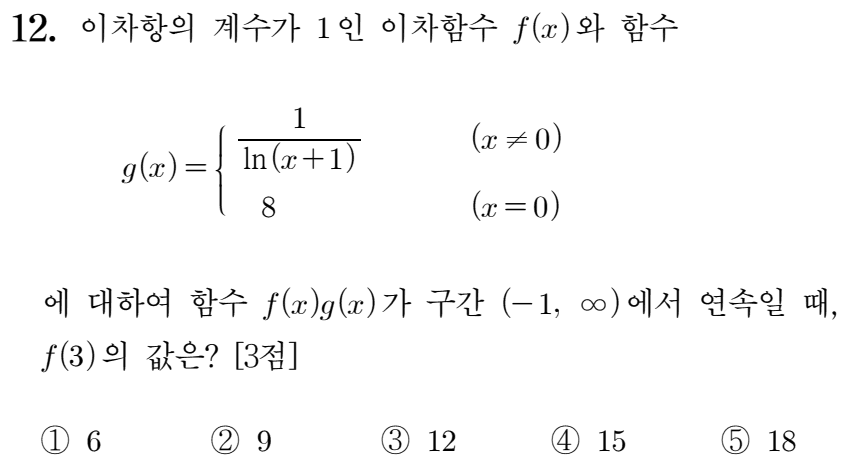 12. 이차항의 계수가 1인 이차함수 f(x)와 함수
g(x) = { 1/ln(x+1) (x≠0)
8 (x=0)
에 대하여 함수 f(x)g(x)가 구간 (-1, ∞)에서 연속일 때,
f(3)의 값은? [3점]
① 6 ② 9 ③ 12 ④ 15 ⑤ 18